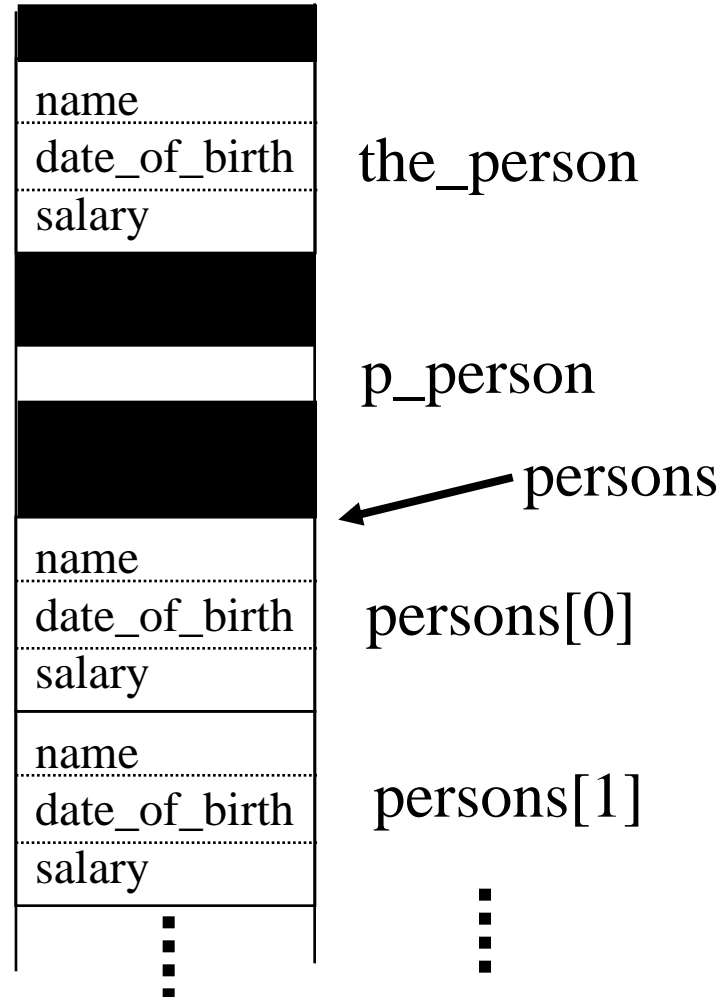 name
date_of_birth
salary
the_person
p_person
persons
name
date_of_birth
salary
persons[0]
name
date_of_birth
salary
persons[1]